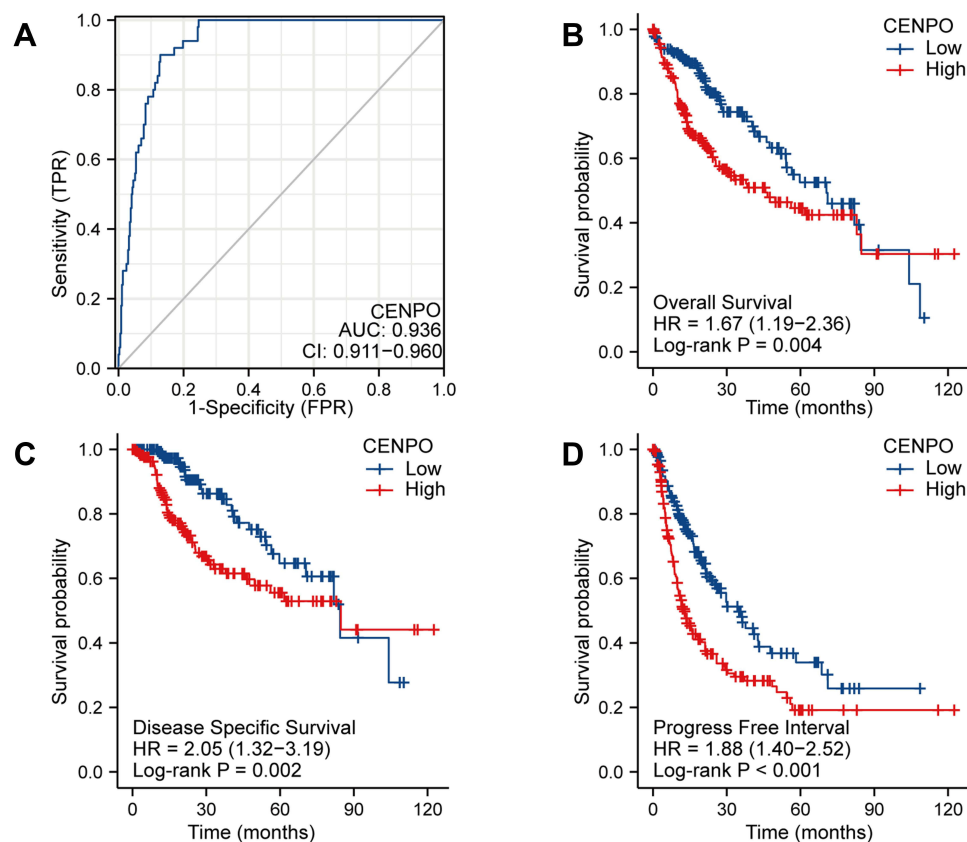 A
1.0
0.8
0.6
0.4
0.2
0.0
Sensitivity (TPR)
CENPO
AUC: 0.936
CI: 0.911−0.960
0.0 0.2 0.4 0.6 0.8 1.0
1-Specificity (FPR)
B
CENPO
Low
High
1.0
0.8
0.6
0.4
0.2
0.0
Survival probability
Overall Survival
HR = 1.67 (1.19−2.36)
Log-rank P = 0.004
0 30 60 90 120
Time (months)
C
CENPO
Low
High
1.0
0.8
0.6
0.4
0.2
0.0
Survival probability
Disease Specific Survival
HR = 2.05 (1.32−3.19)
Log-rank P = 0.002
0 30 60 90 120
Time (months)
D
CENPO
Low
High
1.0
0.8
0.6
0.4
0.2
0.0
Survival probability
Progress Free Interval
HR = 1.88 (1.40−2.52)
Log-rank P < 0.001
0 30 60 90 120
Time (months)